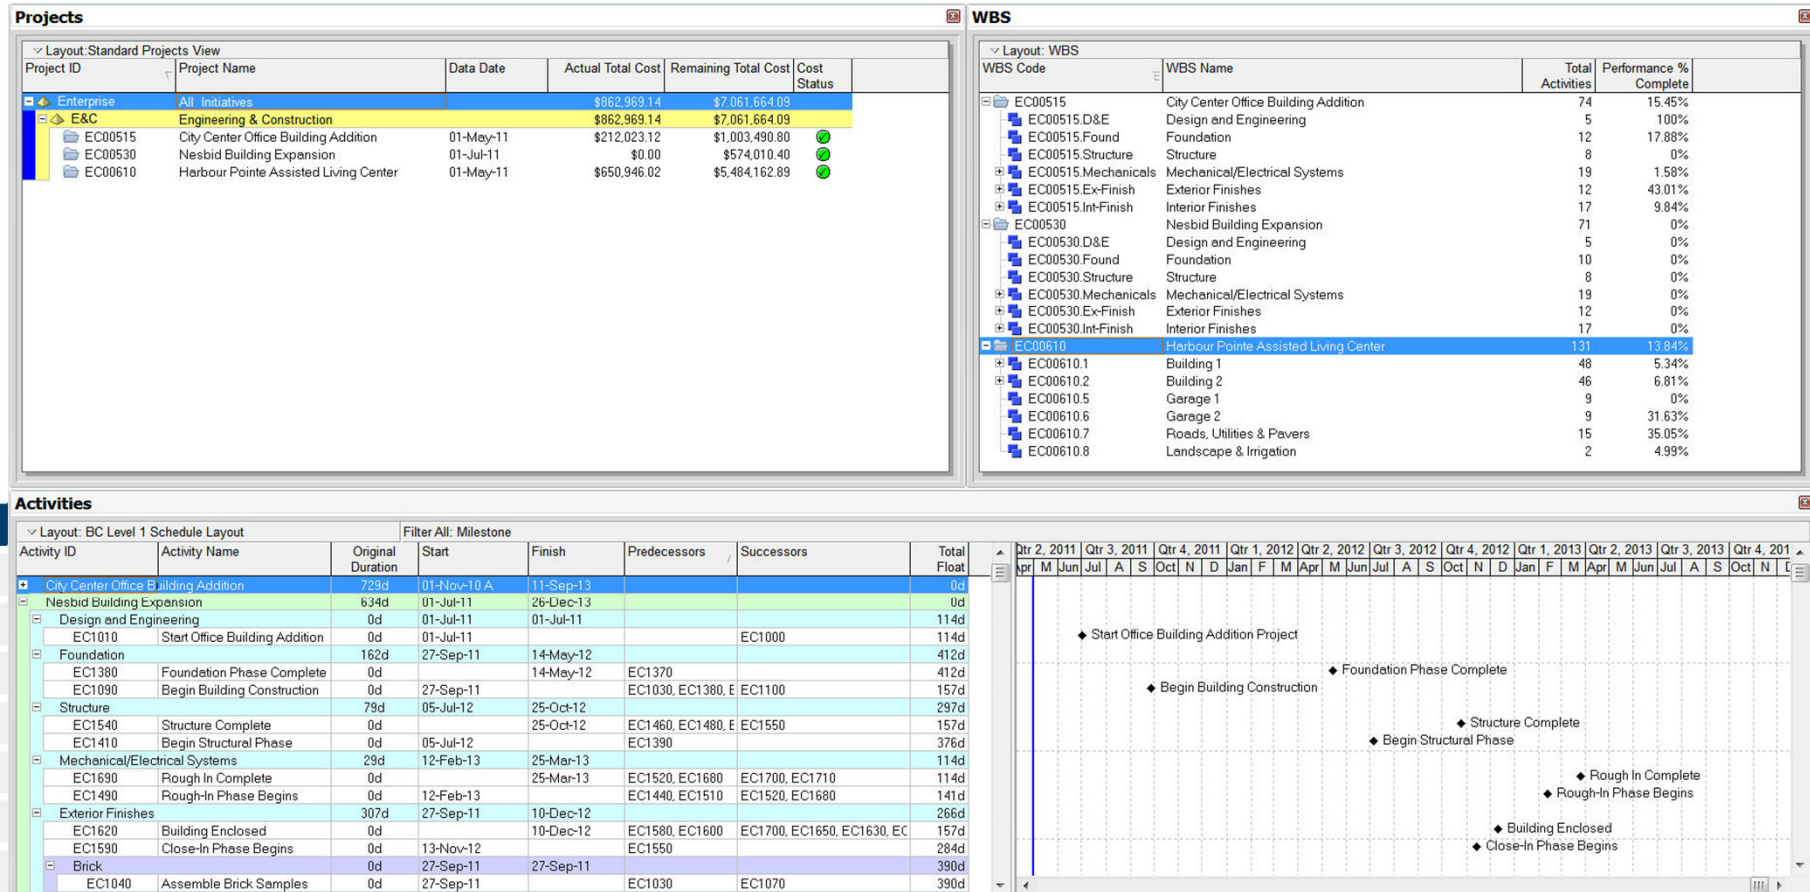 Projects
Layout:Standard Projects View
Project ID Project Name Data Date Actual Total Cost Remaining Total Cost Cost Status
Enterprise All Initiatives $862,969.14 $7,061,664.09
E&C Engineering & Construction $862,969.14 $7,061,664.09
EC00515 City Center Office Building Addition 01-May-11 $212,023.12 $1,003,490.80
EC00530 Nesbid Building Expansion 01-Jul-11 $0.00 $574,010.40
EC00610 Harbour Pointe Assisted Living Center 01-May-11 $650,946.02 $5,484,162.89
WBS
Layout: WBS
WBS Code WBS Name Total Activities Performance % Complete
EC00515 City Center Office Building Addition 74 15.45%
EC00515.D&E Design and Engineering 5 100%
EC00515.Found Foundation 12 17.88%
EC00515.Structure Structure 8 0%
EC00515.Mechanicals Mechanical/Electrical Systems 19 1.58%
EC00515.Ex-Finish Exterior Finishes 12 43.01%
EC00515.Int-Finish Interior Finishes 17 9.84%
EC00530 Nesbid Building Expansion 71 0%
EC00530.D&E Design and Engineering 5 0%
EC00530.Found Foundation 10 0%
EC00530.Structure Structure 8 0%
EC00530.Mechanicals Mechanical/Electrical Systems 19 0%
EC00530.Ex-Finish Exterior Finishes 12 0%
EC00530.Int-Finish Interior Finishes 17 0%
EC00610 Harbour Pointe Assisted Living Center 131 13.84%
EC00610.1 Building 1 48 5.34%
EC00610.2 Building 2 46 6.81%
EC00610.5 Garage 1 9 0%
EC00610.6 Garage 2 9 31.63%
EC00610.7 Roads, Utilities & Pavers 15 35.05%
EC00610.8 Landscape & Irrigation 2 4.99%
Activities
Layout: BC Level 1 Schedule Layout Filter All: Milestone
Activity ID Activity Name Original Duration Start Finish Predecessors Successors Total Float
City Center Office Building Addition 729d 01-Nov-10 A 11-Sep-13 0d
Nesbid Building Expansion 634d 01-Jul-11 26-Dec-13 0d
Design and Engineering 0d 01-Jul-11 01-Jul-11 114d
EC1010 Start Office Building Addition 0d 01-Jul-11 EC1000 114d
Foundation 162d 27-Sep-11 14-May-12 412d
EC1380 Foundation Phase Complete 0d 14-May-12 EC1370 412d
EC1090 Begin Building Construction 0d 27-Sep-11 EC1030, EC1380, E EC1100 157d
Structure 79d 05-Jul-12 25-Oct-12 297d
EC1540 Structure Complete 0d 25-Oct-12 EC1460, EC1480, E EC1550 157d
EC1410 Begin Structural Phase 0d 05-Jul-12 EC1390 376d
Mechanical/Electrical Systems 29d 12-Feb-13 25-Mar-13 114d
EC1690 Rough In Complete 0d 25-Mar-13 EC1520, EC1680 EC1700, EC1710 114d
EC1490 Rough-In Phase Begins 0d 12-Feb-13 EC1440, EC1510 EC1520, EC1680 141d
Exterior Finishes 307d 27-Sep-11 10-Dec-12 266d
EC1620 Building Enclosed 0d 10-Dec-12 EC1580, EC1600 EC1700, EC1650, EC1630, EC 157d
EC1590 Close-In Phase Begins 0d 13-Nov-12 EC1550 284d
Brick 0d 27-Sep-11 27-Sep-11 390d
EC1040 Assemble Brick Samples 0d 27-Sep-11 EC1030 EC1070 390d
Qtr 2, 2011 Qtr 3, 2011 Qtr 4, 2011 Qtr 1, 2012 Qtr 2, 2012 Qtr 3, 2012 Qtr 4, 2012 Qtr 1, 2013 Qtr 2, 2013 Qtr 3, 2013 Qtr 4, 201
Apr M Jun Jul A S Oct N D Jan F M Apr M Jun Jul A S Oct N D Jan F M Apr M Jun Jul A S Oct N D
Start Office Building Addition Project
Foundation Phase Complete
Begin Building Construction
Structure Complete
Begin Structural Phase
Rough In Complete
Rough-In Phase Begins
Building Enclosed
Close-In Phase Begins